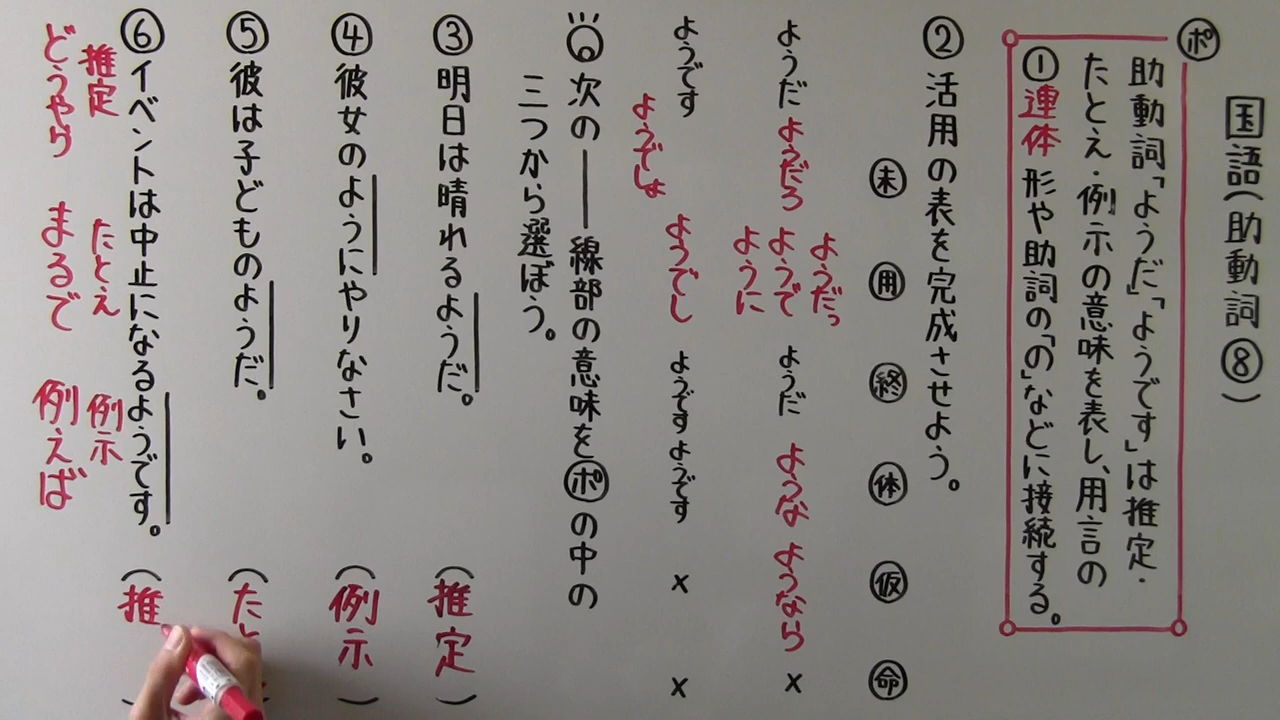 国語(助動詞⑧)
ポ
助動詞「ようだ」「ようです」は推定・
たとえ・例示の意味を表し、用言の
①連体形や助詞の「の」などに接続する。
②活用の表を完成させよう。
未 用 終 体 仮 命
ようだ ようだろ ようだっ ようで ように ようだ ような ようなら ×
ようです ようでしょ ようでし ようです ようです × ×
次の――線部の意味をポの中の
三つから選ぼう。
③明日は晴れるようだ。(推定)
④彼女のようにやりなさい。(例示)
⑤彼は子どものようだ。(たと
⑥イベントは中止になるようです。(推 )
推定 たとえ 例示
どうやら まるで 例えば